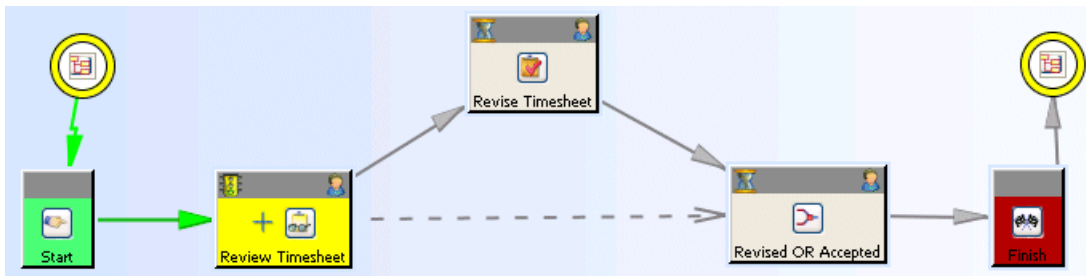 Revise Timesheet
Start
Review Timesheet
Revised OR Accepted
Finish